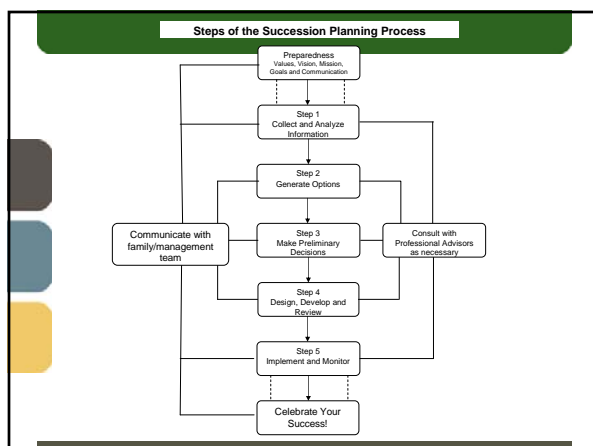 Steps of the Succession Planning Process
Preparedness
Values, Vision, Mission,
Goals and Communication
Step 1
Collect and Analyze
Information
Step 2
Generate Options
Communicate with
family/management
team
Step 3
Make Preliminary
Decisions
Consult with
Professional Advisors
as necessary
Step 4
Design, Develop and
Review
Step 5
Implement and Monitor
Celebrate Your
Success!